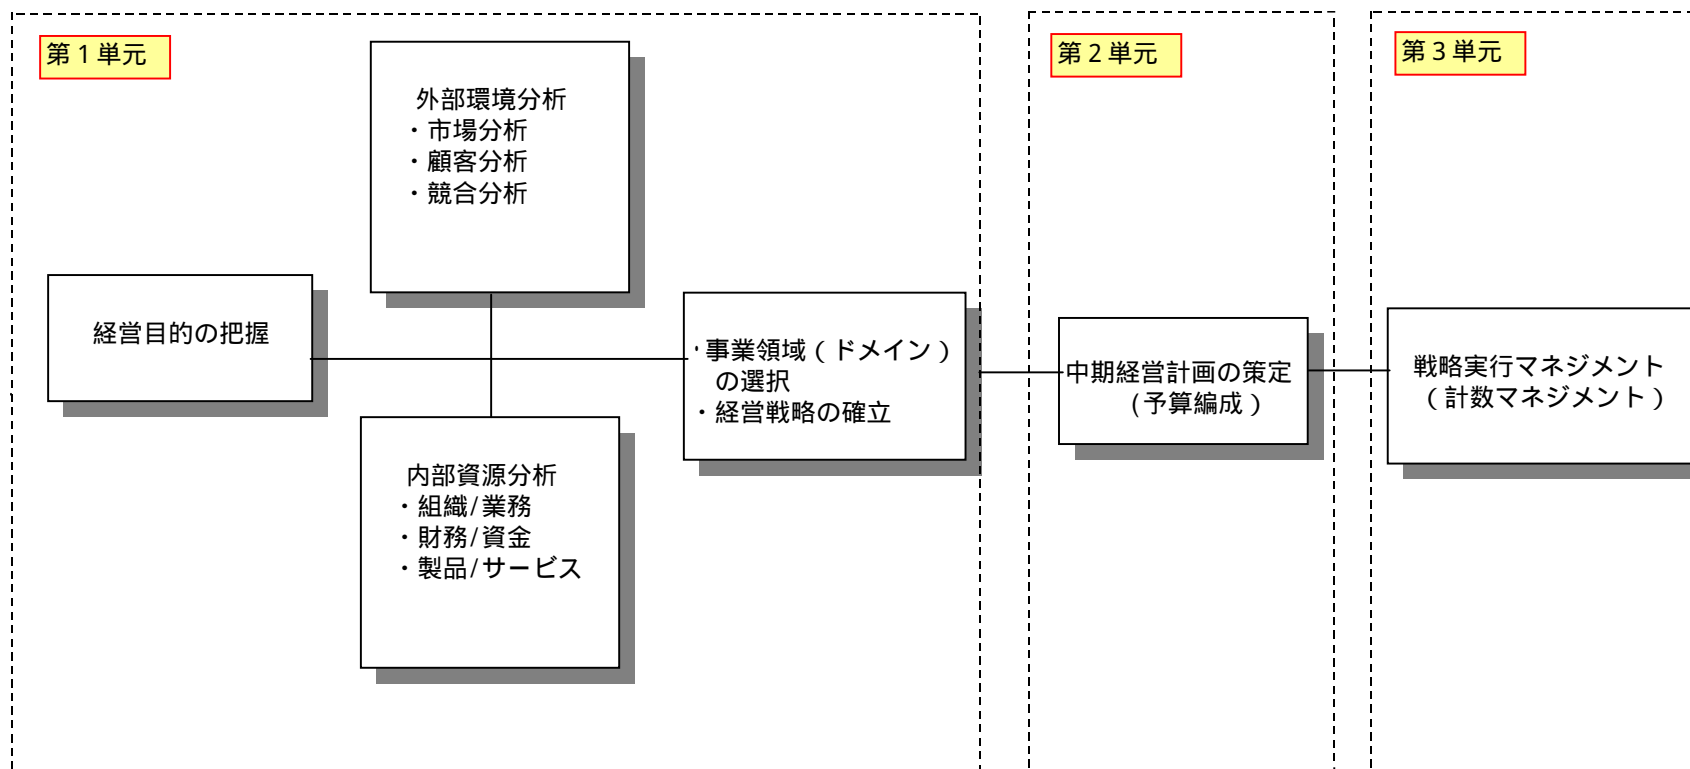 第1単元
外部環境分析
・市場分析
・顧客分析
・競合分析
経営目的の把握
・事業領域(ドメイン)
の選択
・経営戦略の確立
内部資源分析
・組織/業務
・財務/資金
・製品/サービス
第2単元
中期経営計画の策定
(予算編成)
第3単元
戦略実行マネジメント
(計数マネジメント)